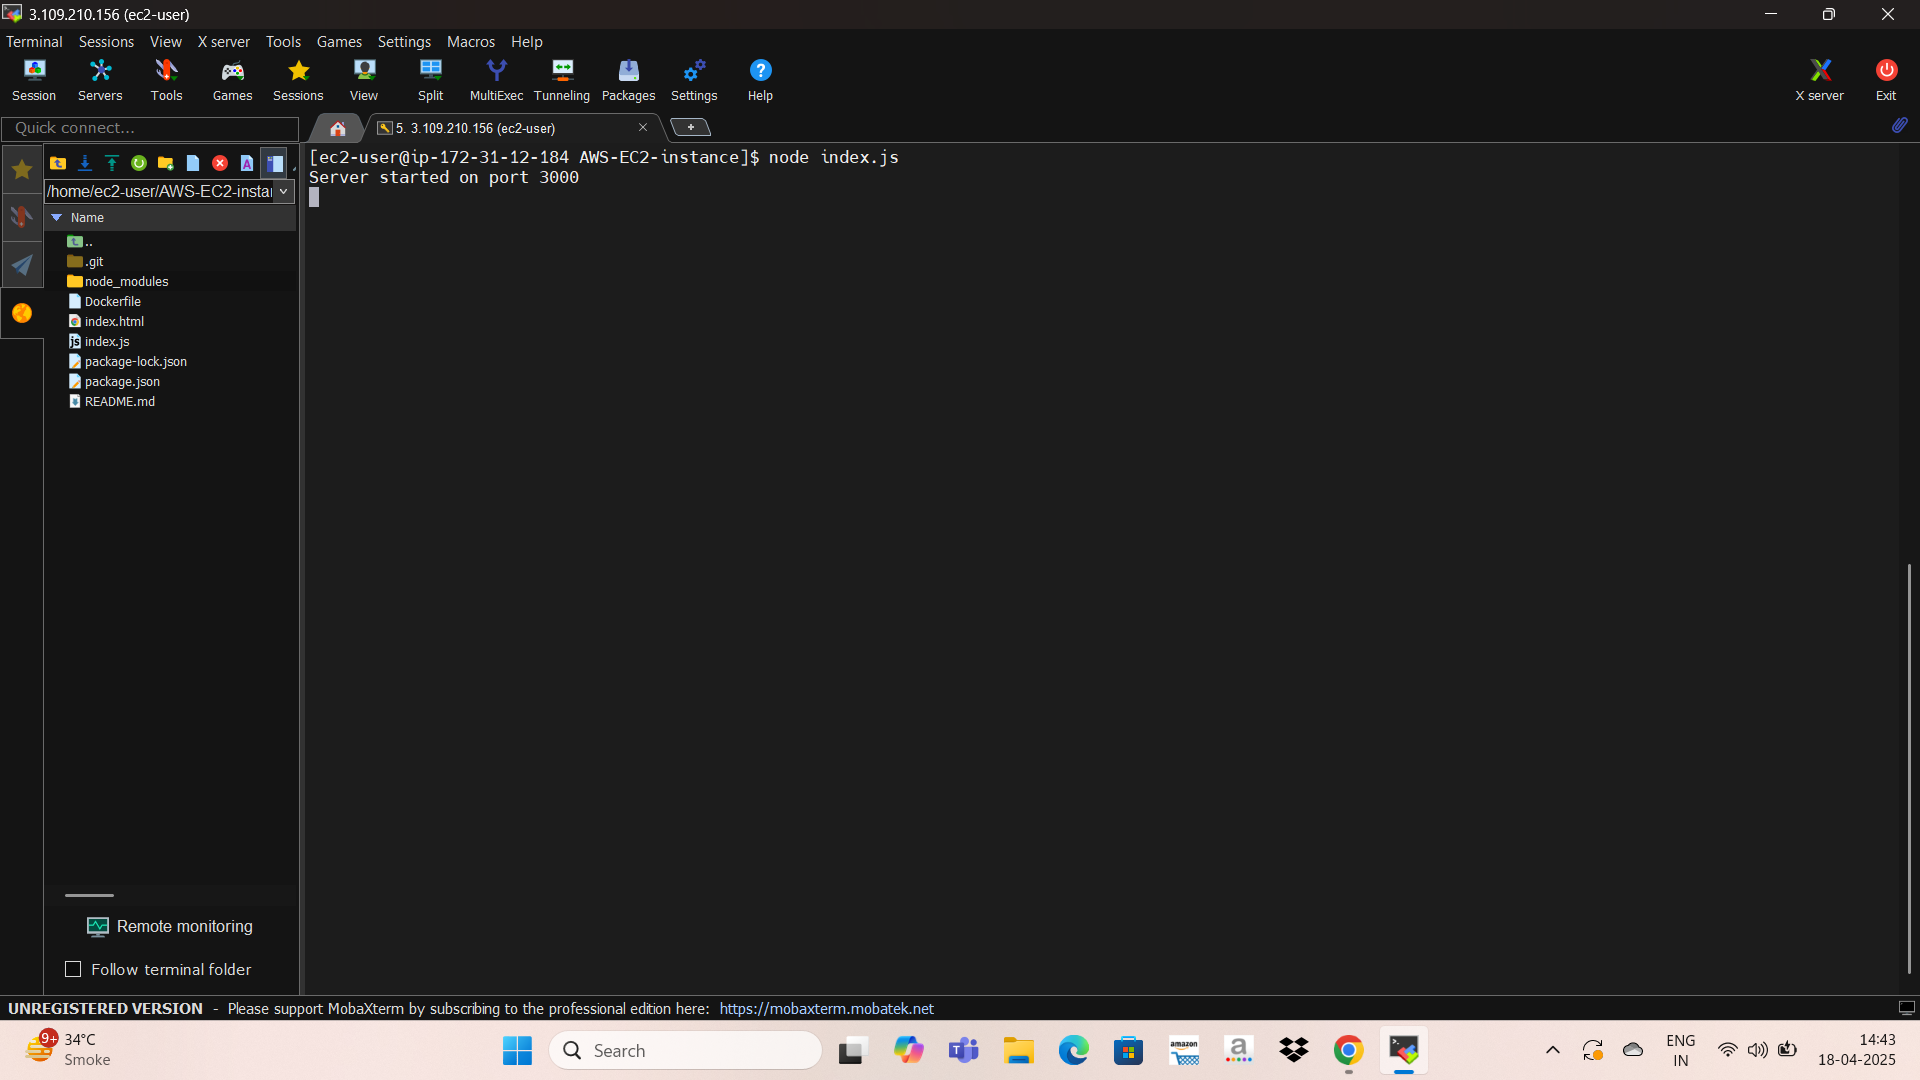 3.109.210.156 (ec2-user)
Terminal Sessions View X server Tools Games Settings Macros Help
Session Servers Tools Games Sessions View Split MultiExec Tunneling Packages Settings Help X server Exit
Quick connect...
5. 3.109.210.156 (ec2-user)
[ec2-user@ip-172-31-12-184 AWS-EC2-instance]$ node index.js
Server started on port 3000
/home/ec2-user/AWS-EC2-instar
Name
..
.git
node_modules
Dockerfile
index.html
index.js
package-lock.json
package.json
README.md
Remote monitoring
Follow terminal folder
UNREGISTERED VERSION - Please support MobaXterm by subscribing to the professional edition here: https://mobaxterm.mobatek.net
9+
34°C
Smoke
Search
amazon
a
ENG
IN
14:43
18-04-2025